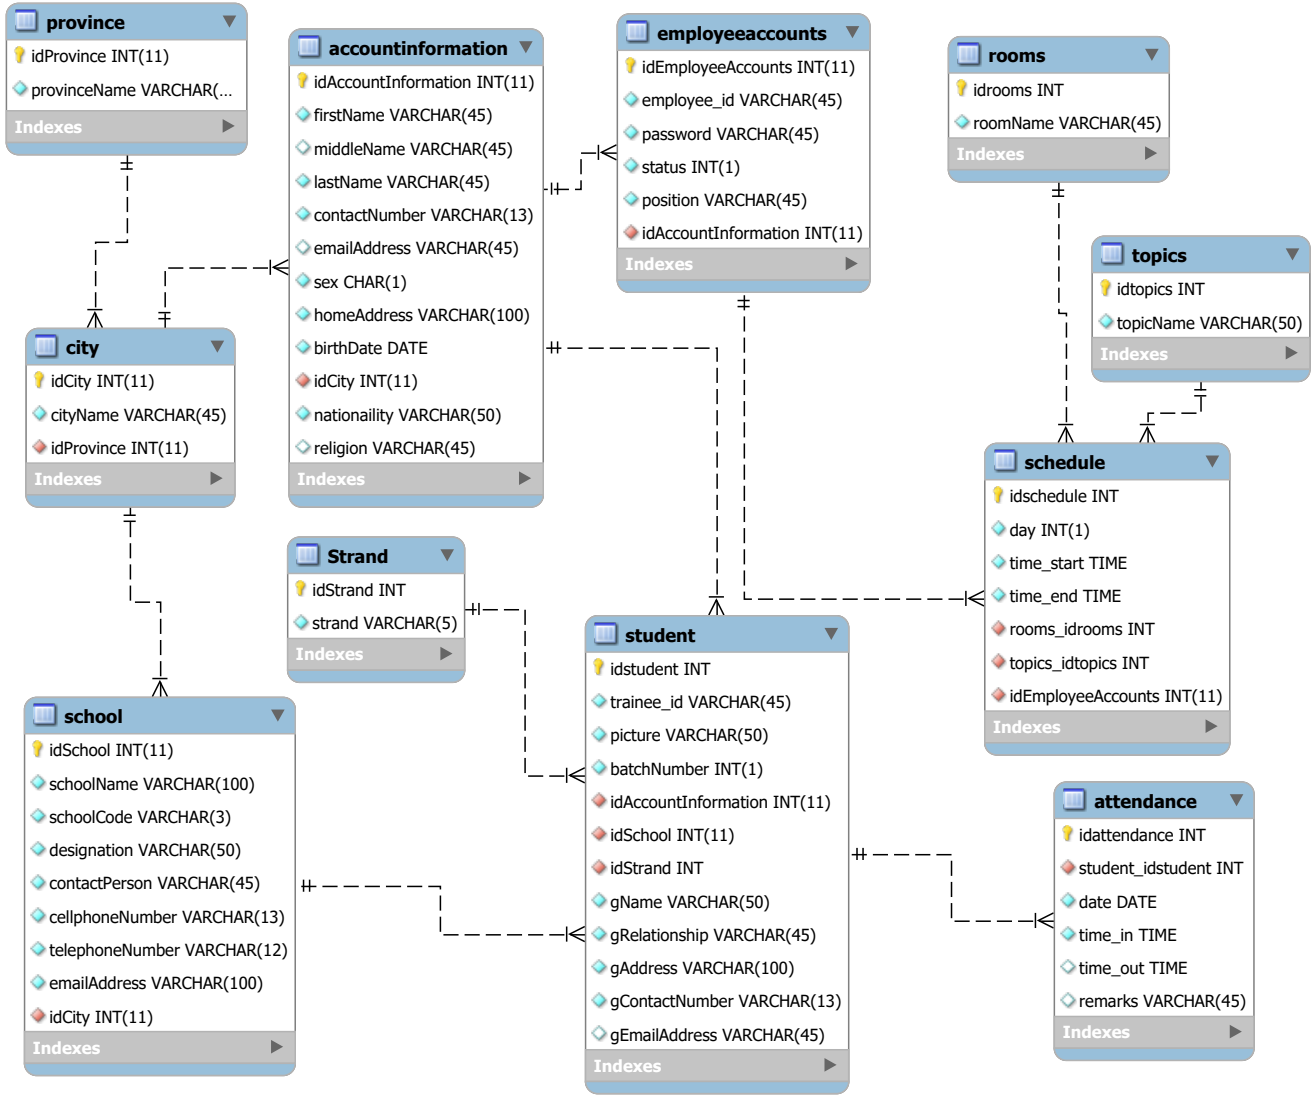 province
idProvince INT(11)
provinceName VARCHAR(...
Indexes
accountinformation
idAccountInformation INT(11)
firstName VARCHAR(45)
middleName VARCHAR(45)
lastName VARCHAR(45)
contactNumber VARCHAR(13)
emailAddress VARCHAR(45)
sex CHAR(1)
homeAddress VARCHAR(100)
birthDate DATE
idCity INT(11)
nationaility VARCHAR(50)
religion VARCHAR(45)
Indexes
employeeaccounts
idEmployeeAccounts INT(11)
employee_id VARCHAR(45)
password VARCHAR(45)
status INT(1)
position VARCHAR(45)
idAccountInformation INT(11)
Indexes
rooms
idrooms INT
roomName VARCHAR(45)
Indexes
topics
idtopics INT
topicName VARCHAR(50)
Indexes
city
idCity INT(11)
cityName VARCHAR(45)
idProvince INT(11)
Indexes
schedule
idschedule INT
day INT(1)
time_start TIME
time_end TIME
rooms_idrooms INT
topics_idtopics INT
idEmployeeAccounts INT(11)
Indexes
Strand
idStrand INT
strand VARCHAR(5)
Indexes
student
idstudent INT
trainee_id VARCHAR(45)
picture VARCHAR(50)
batchNumber INT(1)
idAccountInformation INT(11)
idSchool INT(11)
idStrand INT
gName VARCHAR(50)
gRelationship VARCHAR(45)
gAddress VARCHAR(100)
gContactNumber VARCHAR(13)
gEmailAddress VARCHAR(45)
Indexes
school
idSchool INT(11)
schoolName VARCHAR(100)
schoolCode VARCHAR(3)
designation VARCHAR(50)
contactPerson VARCHAR(45)
cellphoneNumber VARCHAR(13)
telephoneNumber VARCHAR(12)
emailAddress VARCHAR(100)
idCity INT(11)
Indexes
attendance
idattendance INT
student_idstudent INT
date DATE
time_in TIME
time_out TIME
remarks VARCHAR(45)
Indexes